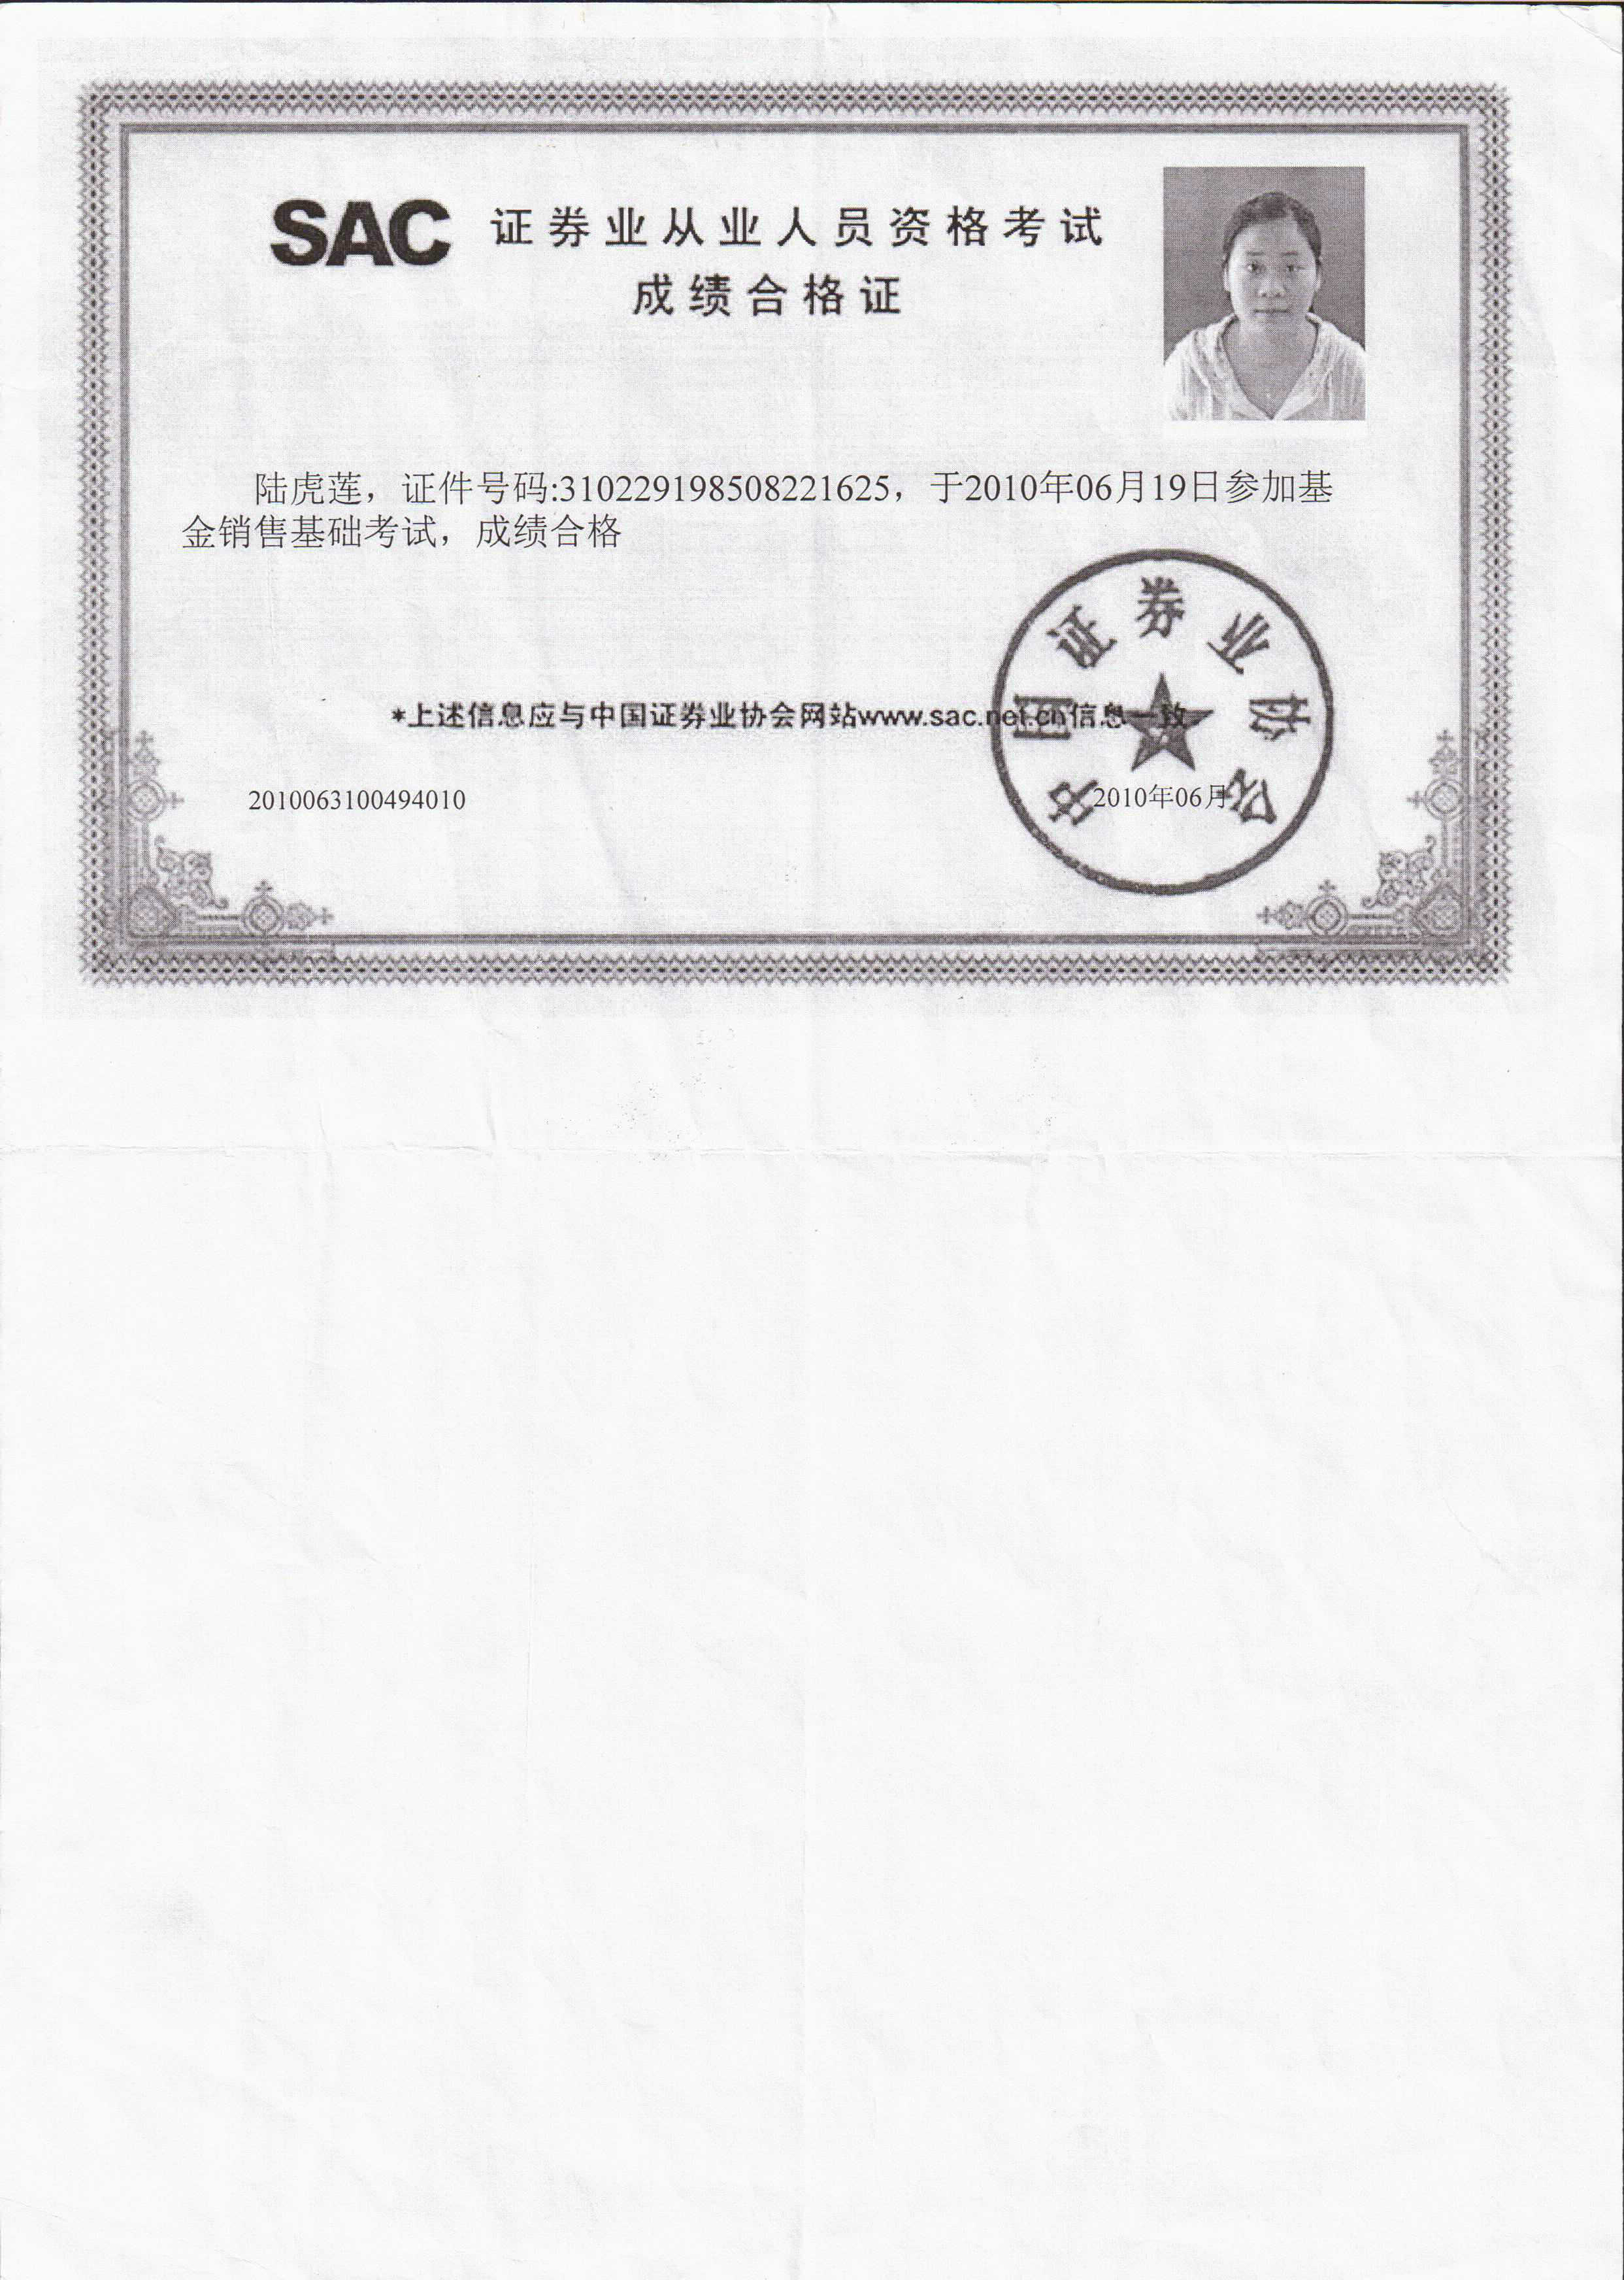 SAC 证券业从业人员资格考试
成绩合格证
陆虎莲，证件号码:310229198508221625，于2010年06月19日参加基
金销售基础考试，成绩合格
*上述信息应与中国证券业协会网站www.sac.net.cn信息一致
2010063100494010
2010年06月
中国证券业协会